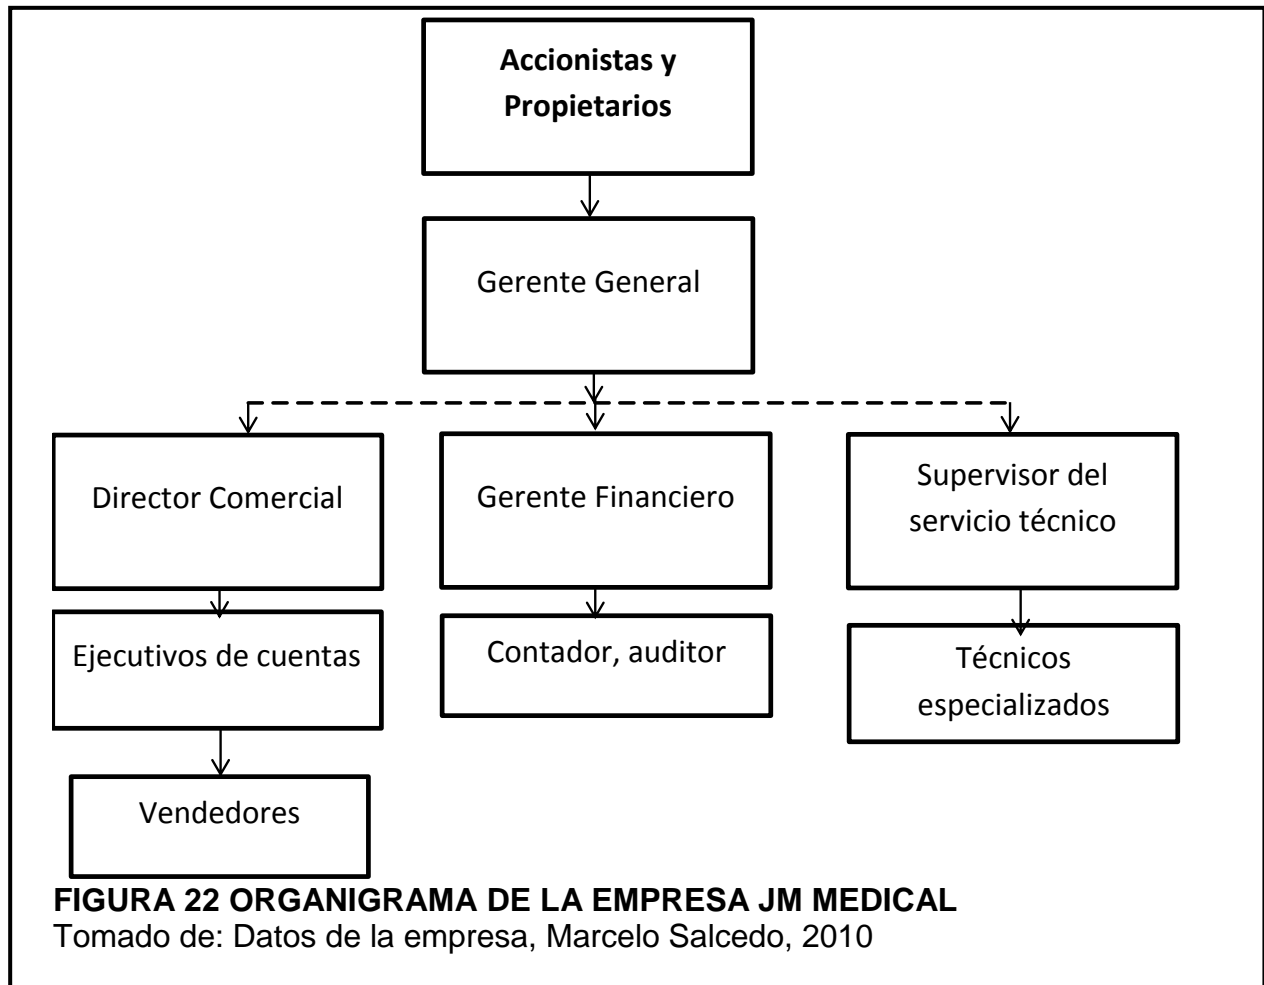 Accionistas y
Propietarios
Gerente General
Director Comercial
Gerente Financiero
Supervisor del
servicio técnico
Ejecutivos de cuentas
Contador, auditor
Técnicos
especializados
Vendedores
FIGURA 22 ORGANIGRAMA DE LA EMPRESA JM MEDICAL
Tomado de: Datos de la empresa, Marcelo Salcedo, 2010